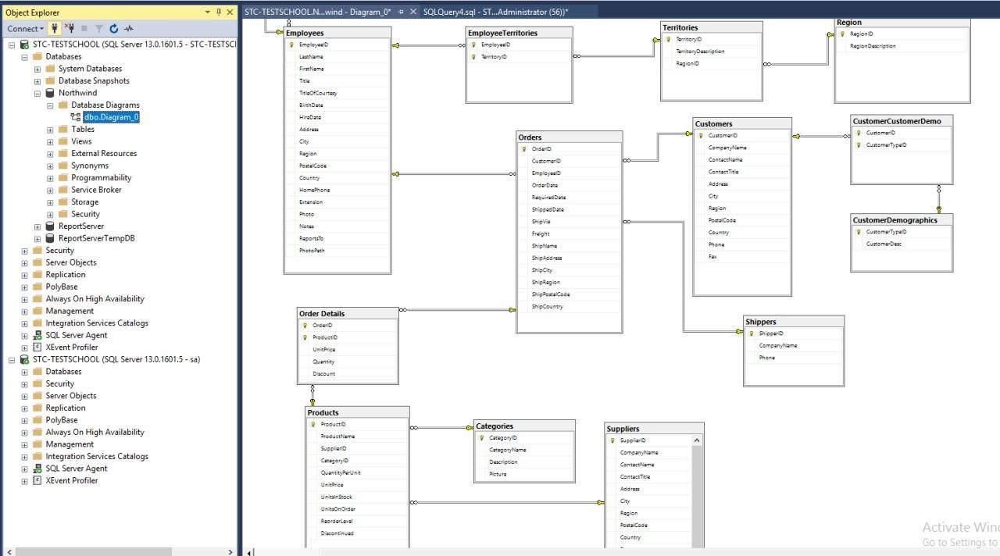 Object Explorer
Connect
STC-TESTSCHOOL (SQL Server 13.0.1601.5 - STC-TESTSCI
Databases
System Databases
Database Snapshots
Northwind
Database Diagrams
dbo.Diagram_0
Tables
Views
External Resources
Synonyms
Programmability
Service Broker
Storage
Security
ReportServer
ReportServerTempDB
Security
Server Objects
Replication
PolyBase
Always On High Availability
Management
Integration Services Catalogs
SQL Server Agent
XEvent Profiler
STC-TESTSCHOOL (SQL Server 13.0.1601.5 - sa)
Databases
Security
Server Objects
Replication
PolyBase
Always On High Availability
Management
Integration Services Catalogs
SQL Server Agent
XEvent Profiler
STC-TESTSCHOOL.N...wind - Diagram_0*
SQLQuery4.sql - ST...Administrator (56))*
Employees
EmployeeID
LastName
FirstName
Title
TitleOfCourtesy
BirthDate
HireDate
Address
City
Region
PostalCode
Country
HomePhone
Extension
Photo
Notes
ReportsTo
PhotoPath
EmployeeTerritories
EmployeeID
TerritoryID
Territories
TerritoryID
TerritoryDescription
RegionID
Region
RegionID
RegionDescription
Orders
OrderID
CustomerID
EmployeeID
OrderDate
RequiredDate
ShippedDate
ShipVia
Freight
ShipName
ShipAddress
ShipCity
ShipRegion
ShipPostalCode
ShipCountry
Customers
CustomerID
CompanyName
ContactName
ContactTitle
Address
City
Region
PostalCode
Country
Phone
Fax
CustomerCustomerDemo
CustomerID
CustomerTypeID
CustomerDemographics
CustomerTypeID
CustomerDesc
Order Details
OrderID
ProductID
UnitPrice
Quantity
Discount
Shippers
ShipperID
CompanyName
Phone
Products
ProductID
ProductName
SupplierID
CategoryID
QuantityPerUnit
UnitPrice
UnitsInStock
UnitsOnOrder
ReorderLevel
Discontinued
Categories
CategoryID
CategoryName
Description
Picture
Suppliers
SupplierID
CompanyName
ContactName
ContactTitle
Address
City
Region
PostalCode
Country
Activate Wind
Go to Settings to